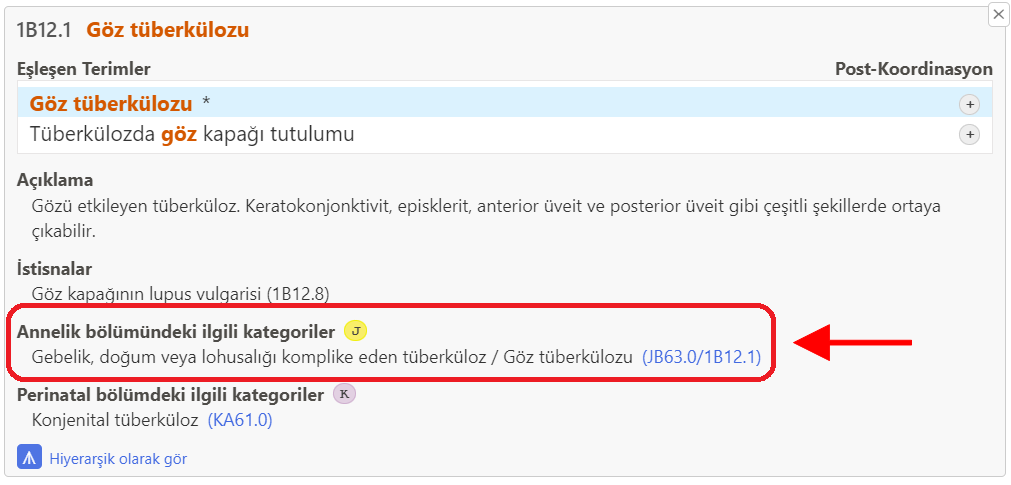 1B12.1 Göz tüberkülozu
Eşleşen Terimler Post-Koordinasyon
Göz tüberkülozu *
Tüberkülozda göz kapağı tutulumu
Açıklama
Gözü etkileyen tüberküloz. Keratokonjonktivit, episklerit, anterior üveit ve posterior üveit gibi çeşitli şekillerde ortaya
çıkabilir.
İstisnalar
Göz kapağının lupus vulgarisi (1B12.8)
Annelik bölümündeki ilgili kategoriler J
Gebelik, doğum veya lohusalığı komplike eden tüberküloz / Göz tüberkülozu (JB63.0/1B12.1)
Perinatal bölümdeki ilgili kategoriler K
Konjenital tüberküloz (KA61.0)
Hiyerarşik olarak gör